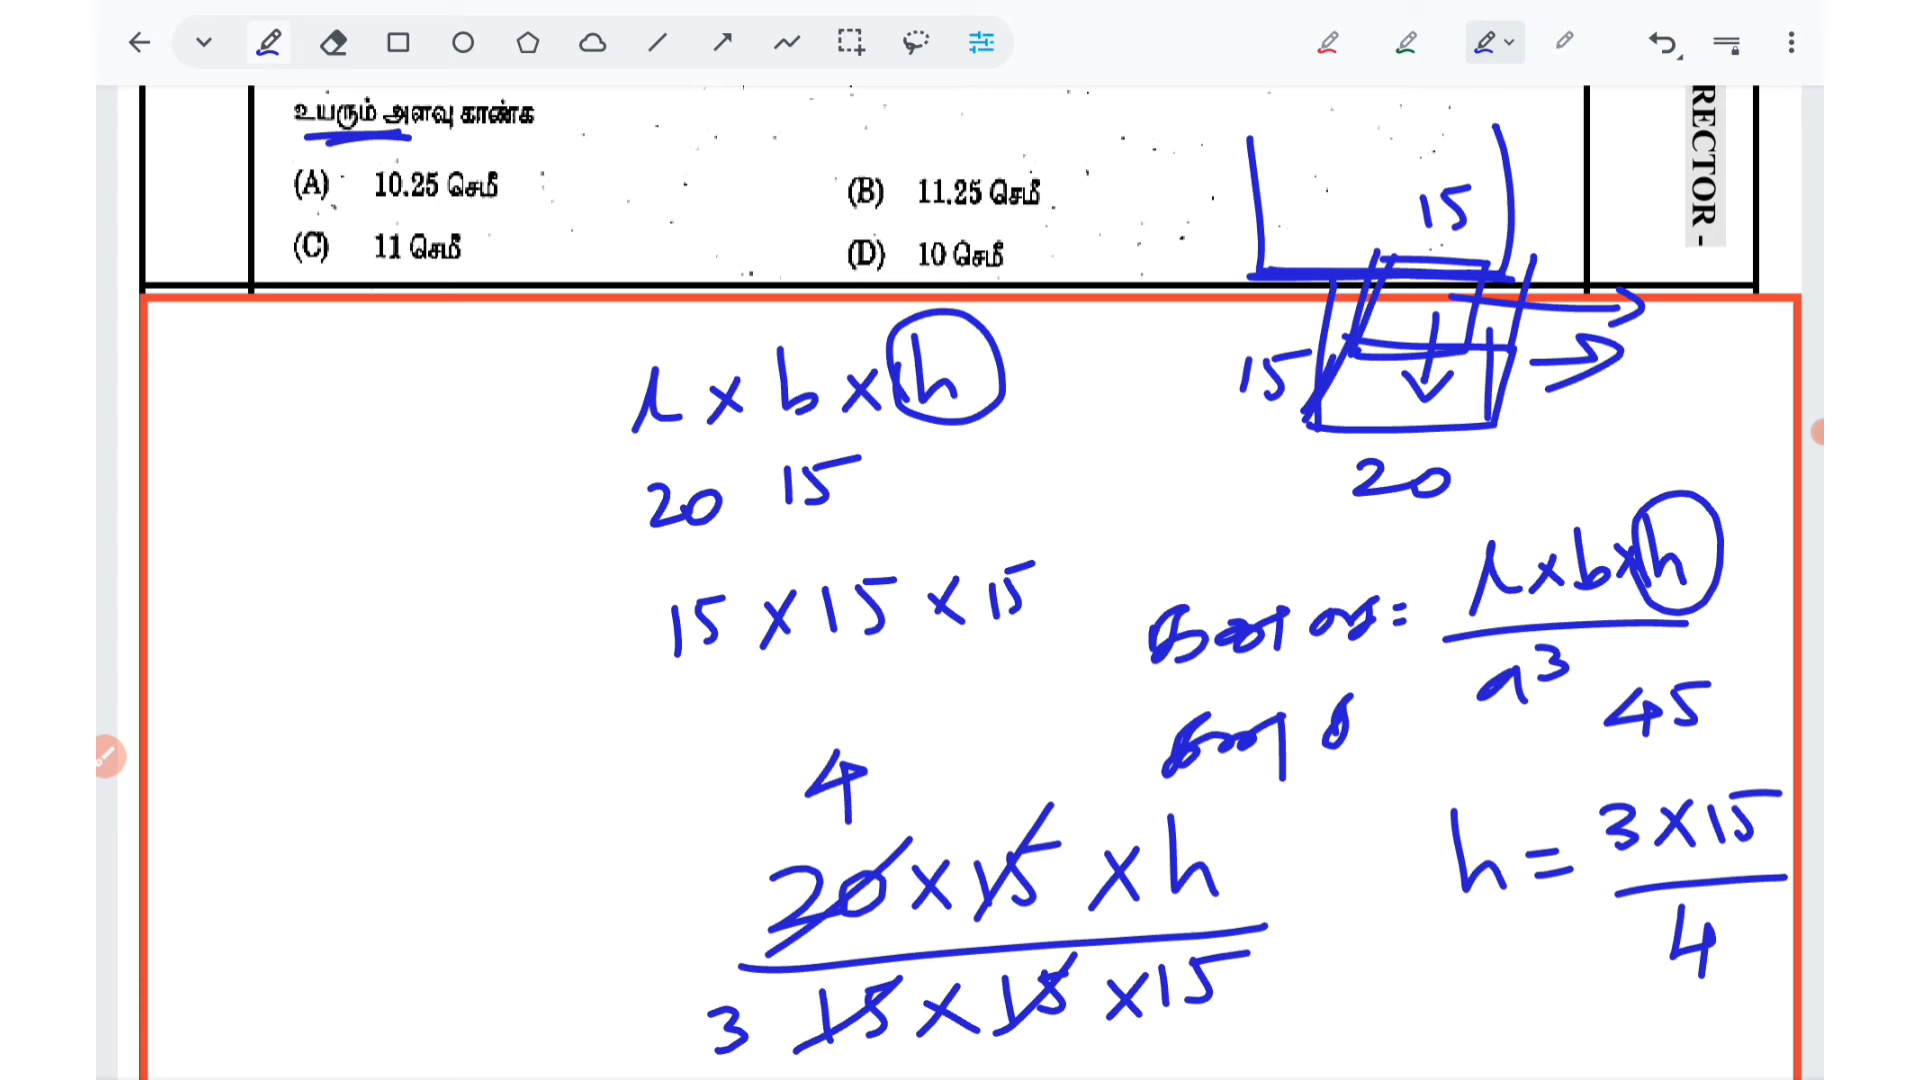 உயரும் அளவு காண்க
(A) 10.25 செமீ
(B) 11.25 செமீ
(C) 11 செமீ
(D) 10 செமீ
RECTOR -
15
15
20
l x b x h
20 15
15 x 15 x 15
l x b x h
a³
45
4
20 x 15 x h
3 15 x 15 x 15
h = 3 x 15
4